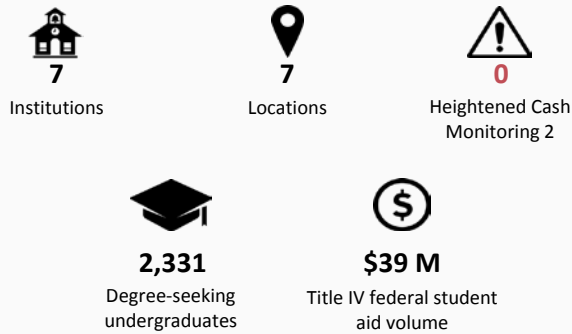 7
Institutions
7
Locations
0
Heightened Cash
Monitoring 2
2,331
Degree-seeking
undergraduates
$39 M
Title IV federal student
aid volume